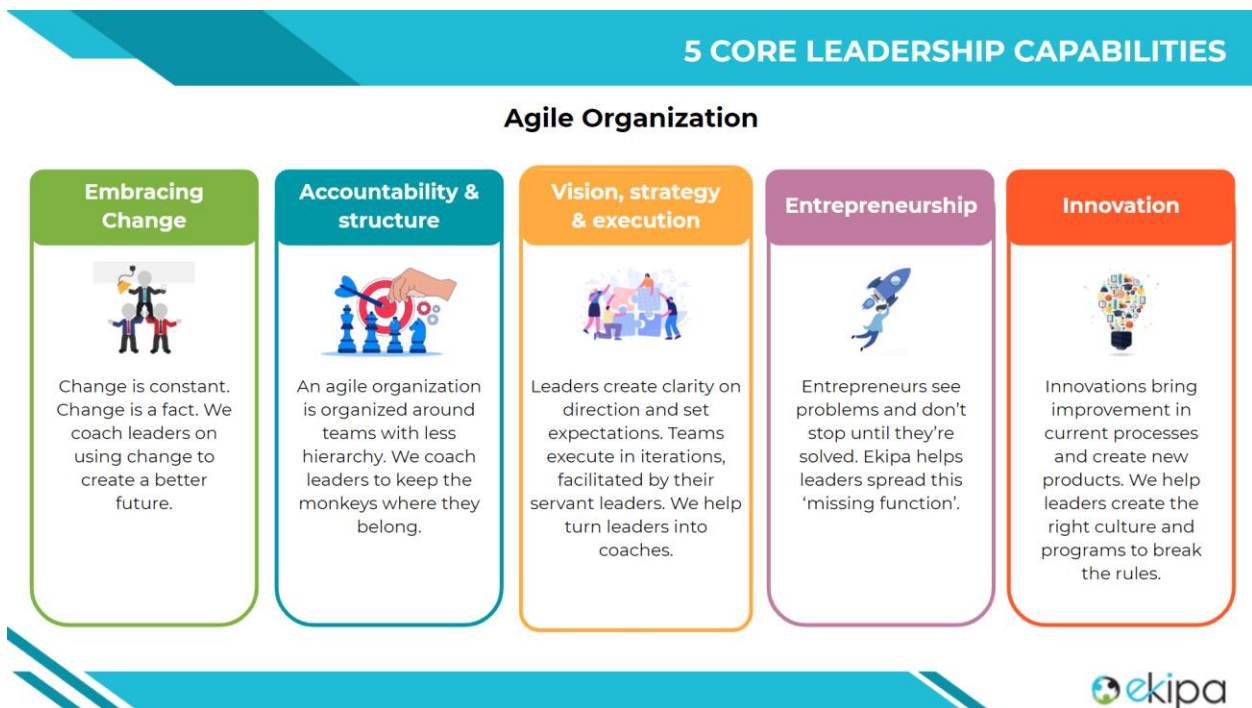 5 CORE LEADERSHIP CAPABILITIES
Agile Organization
Embracing
Change
Change is constant.
Change is a fact. We
coach leaders on
using change to
create a better
future.
Accountability &
structure
An agile organization
is organized around
teams with less
hierarchy. We coach
leaders to keep the
monkeys where they
belong.
Vision, strategy
& execution
Leaders create clarity on
direction and set
expectations. Teams
execute in iterations,
facilitated by their
servant leaders. We help
turn leaders into
coaches.
Entrepreneurship
Entrepreneurs see
problems and don’t
stop until they’re
solved. Ekipa helps
leaders spread this
‘missing function’.
Innovation
Innovations bring
improvement in
current processes
and create new
products. We help
leaders create the
right culture and
programs to break
the rules.
ekipa